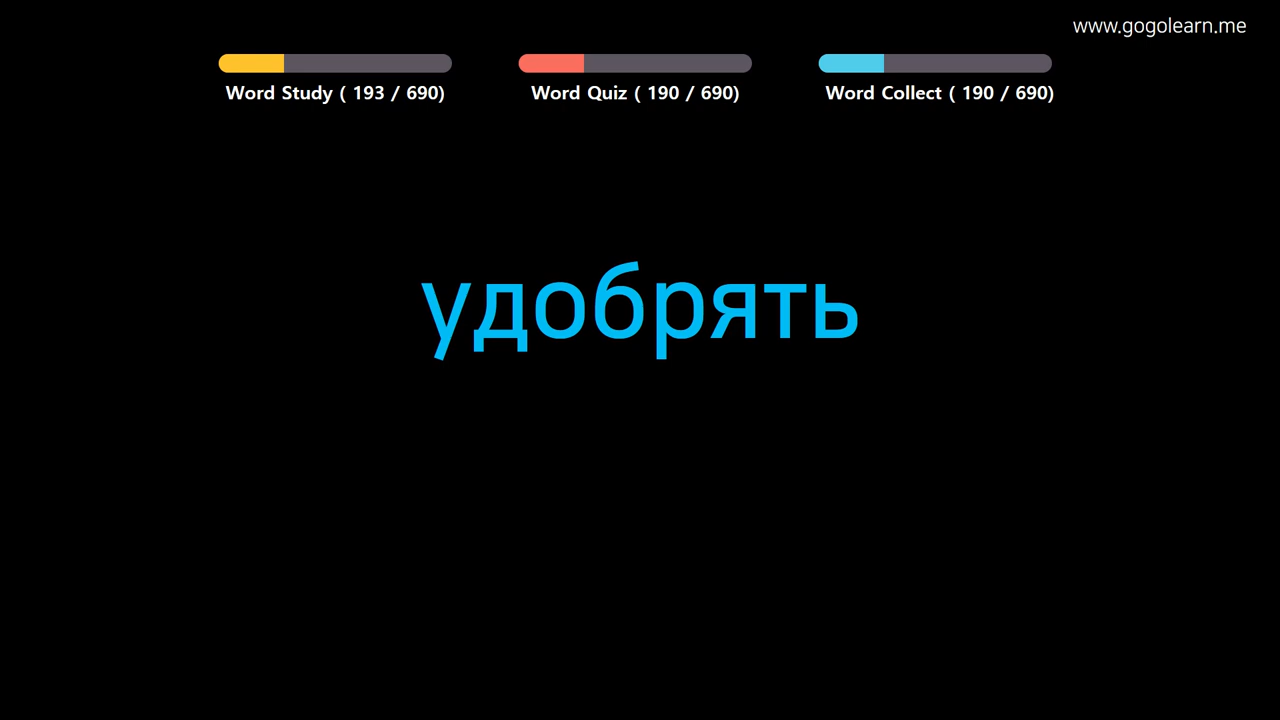 www.gogolearn.me
Word Study ( 193 / 690)
Word Quiz ( 190 / 690)
Word Collect ( 190 / 690)
удобрять